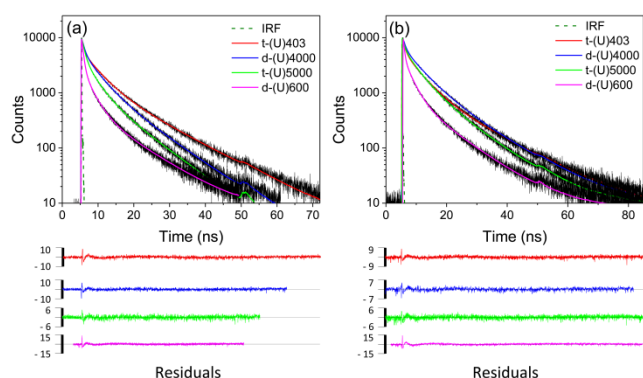 (a)
IRF
t-(U)403
d-(U)4000
t-(U)5000
d-(U)600
Counts
10000
1000
100
10
0 10 20 30 40 50 60 70
Time (ns)
10
- 10
10
10
6
- 6
15
- 15
Residuals
(b)
IRF
t-(U)403
d-(U)4000
t-(U)5000
d-(U)600
Counts
10000
1000
100
10
0 20 40 60 80
Time (ns)
9
- 9
7
- 7
6
- 6
15
- 15
Residuals